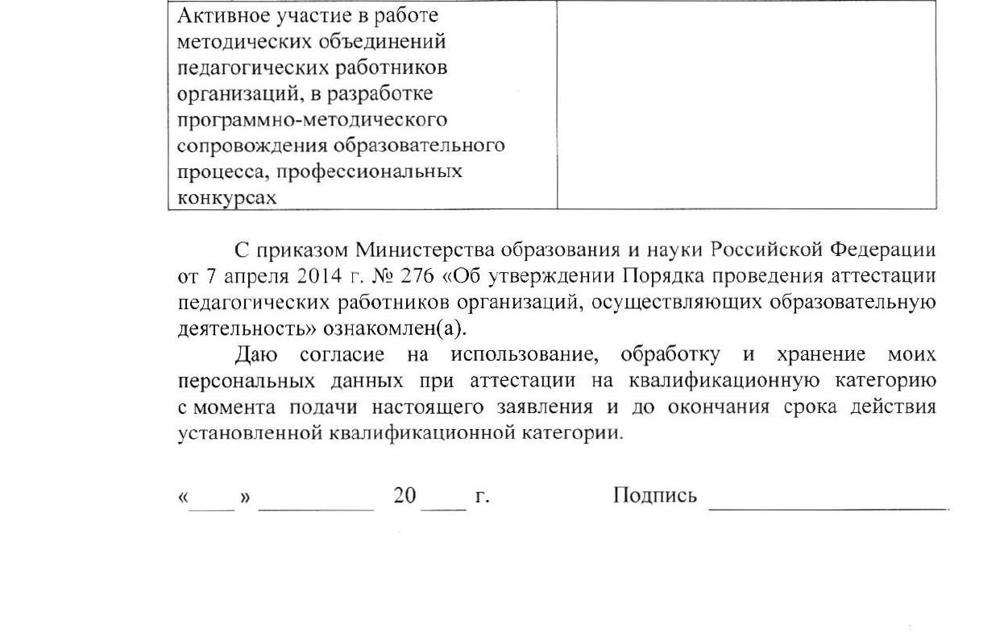 Активное участие в работе
методических объединений
педагогических работников
организаций, в разработке
программно-методического
сопровождения образовательного
процесса, профессиональных
конкурсах
С приказом Министерства образования и науки Российской Федерации
от 7 апреля 2014 г. № 276 «Об утверждении Порядка проведения аттестации
педагогических работников организаций, осуществляющих образовательную
деятельность» ознакомлен(а).
Даю согласие на использование, обработку и хранение моих
персональных данных при аттестации на квалификационную категорию
с момента подачи настоящего заявления и до окончания срока действия
установленной квалификационной категории.
«____» __________ 20 ____ г. Подпись ____________________